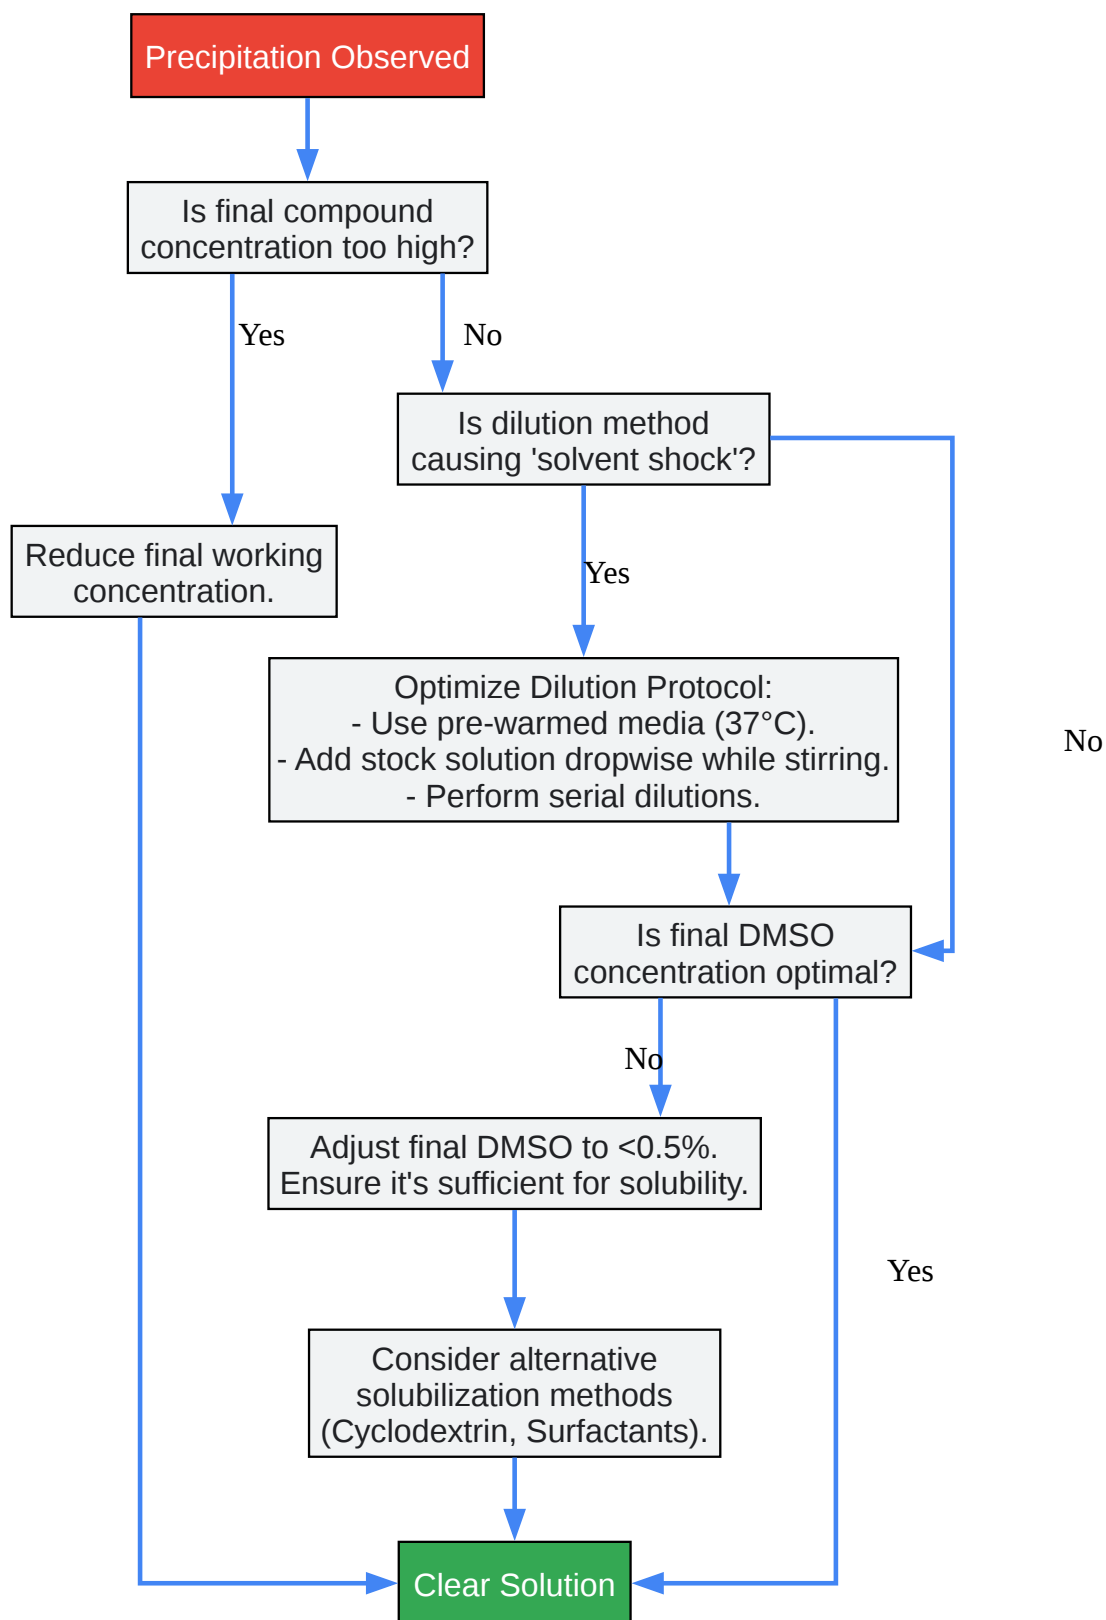 Precipitation Observed
Is final compound
concentration too high?
Yes
No
Is dilution method
causing 'solvent shock'?
Reduce final working
concentration.
Yes
Optimize Dilution Protocol:
- Use pre-warmed media (37°C).
- Add stock solution dropwise while stirring.
- Perform serial dilutions.
No
Is final DMSO
concentration optimal?
No
Adjust final DMSO to <0.5%.
Ensure it's sufficient for solubility.
Yes
Consider alternative
solubilization methods
(Cyclodextrin, Surfactants).
Clear Solution